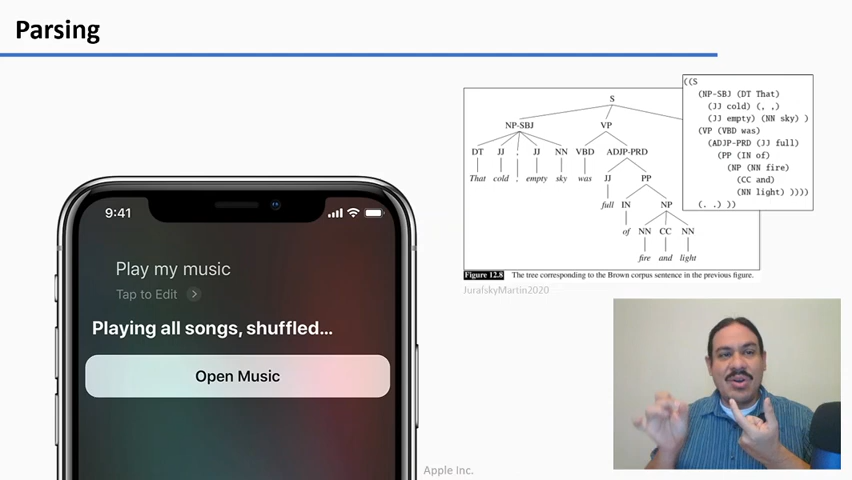 Parsing
9:41
Play my music
Tap to Edit
Playing all songs, shuffled...
Open Music
Apple Inc.
S
NP-SBJ VP
DT JJ , JJ NN VBD ADJP-PRD
That cold , empty sky was JJ PP
full IN NP
of NN CC NN
fire and light
((S
(NP-SBJ (DT That)
(JJ cold) (, ,)
(JJ empty) (NN sky) )
(VP (VBD was)
(ADJP-PRD (JJ full)
(PP (IN of)
(NP (NN fire)
(CC and)
(NN light) ))))
(. .) ))
Figure 12.8 The tree corresponding to the Brown corpus sentence in the previous figure.
JurafskyMartin2020